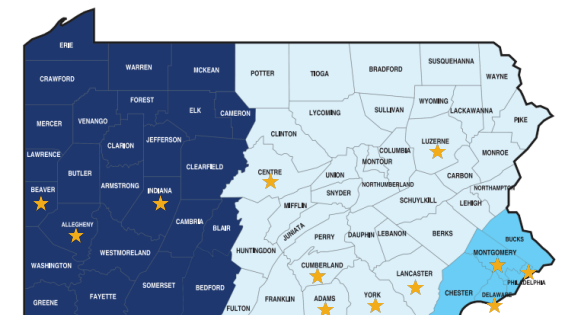 ERIE
WARREN
MCKEAN
POTTER
TIOGA
BRADFORD
SUSQUEHANNA
WAYNE
CRAWFORD
FOREST
WYOMING
ELK
CAMERON
LYCOMING
SULLIVAN
LACKAWANNA
PIKE
MERCER
VENANGO
CLINTON
LUZERNE
CLARION
JEFFERSON
COLUMBIA
MONROE
LAWRENCE
MONTOUR
CLEARFIELD
CENTRE
UNION
CARBON
BUTLER
ARMSTRONG
NORTHUMBERLAND
NORTHAMPTON
BEAVER
INDIANA
SNYDER
SCHUYLKILL
LEHIGH
MIFFLIN
ALLEGHENY
CAMBRIA
BLAIR
JUNIATA
PERRY
DAUPHIN
LEBANON
BERKS
BUCKS
WESTMORELAND
HUNTINGDON
MONTGOMERY
WASHINGTON
CUMBERLAND
LANCASTER
PHILADELPHIA
SOMERSET
BEDFORD
GREENE
FAYETTE
FULTON
FRANKLIN
ADAMS
YORK
CHESTER
DELAWARE